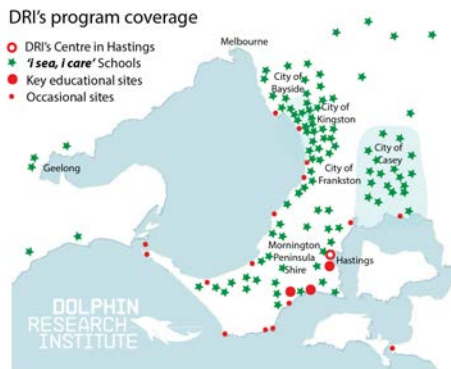 DRI's program coverage
DRI's Centre in Hastings
'i sea, i care' Schools
Key educational sites
Occasional sites
Melbourne
City of
Bayside
City of
Kingston
City of
Casey
City of
Frankston
Geelong
Mornington
Peninsula
Shire
Hastings
DOLPHIN
RESEARCH
INSTITUTE